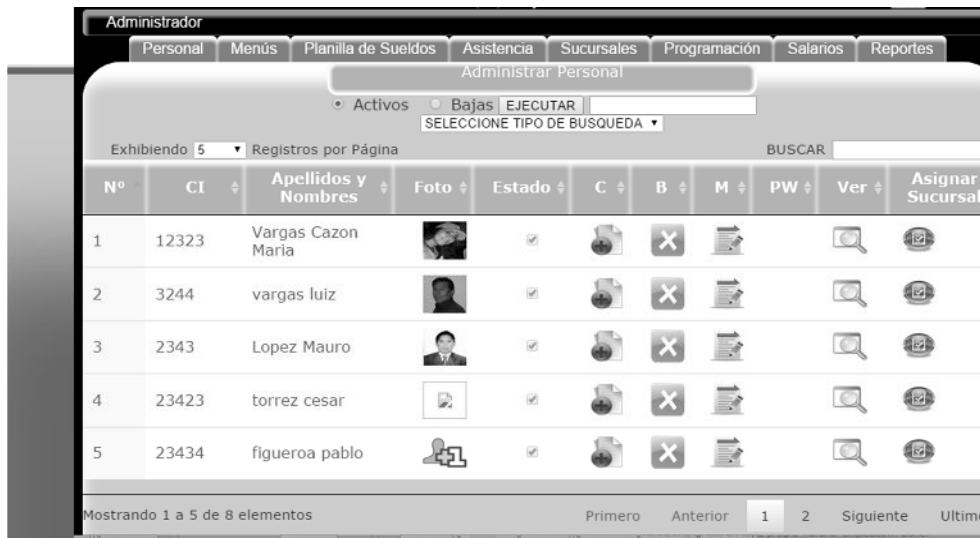 Administrador
Personal Menús Planilla de Sueldos Asistencia Sucursales Programación Salarios Reportes
Administrar Personal
Activos Bajas EJECUTAR
SELECCIONE TIPO DE BUSQUEDA
Exhibiendo 5 Registros por Página BUSCAR
Nº CI Apellidos y Nombres Foto Estado C B M PW Ver Asignar Sucursal
1 12323 Vargas Cazon Maria
2 3244 vargas luiz
3 2343 Lopez Mauro
4 23423 torrez cesar
5 23434 figueroa pablo
Mostrando 1 a 5 de 8 elementos Primero Anterior 1 2 Siguiente Ultimo